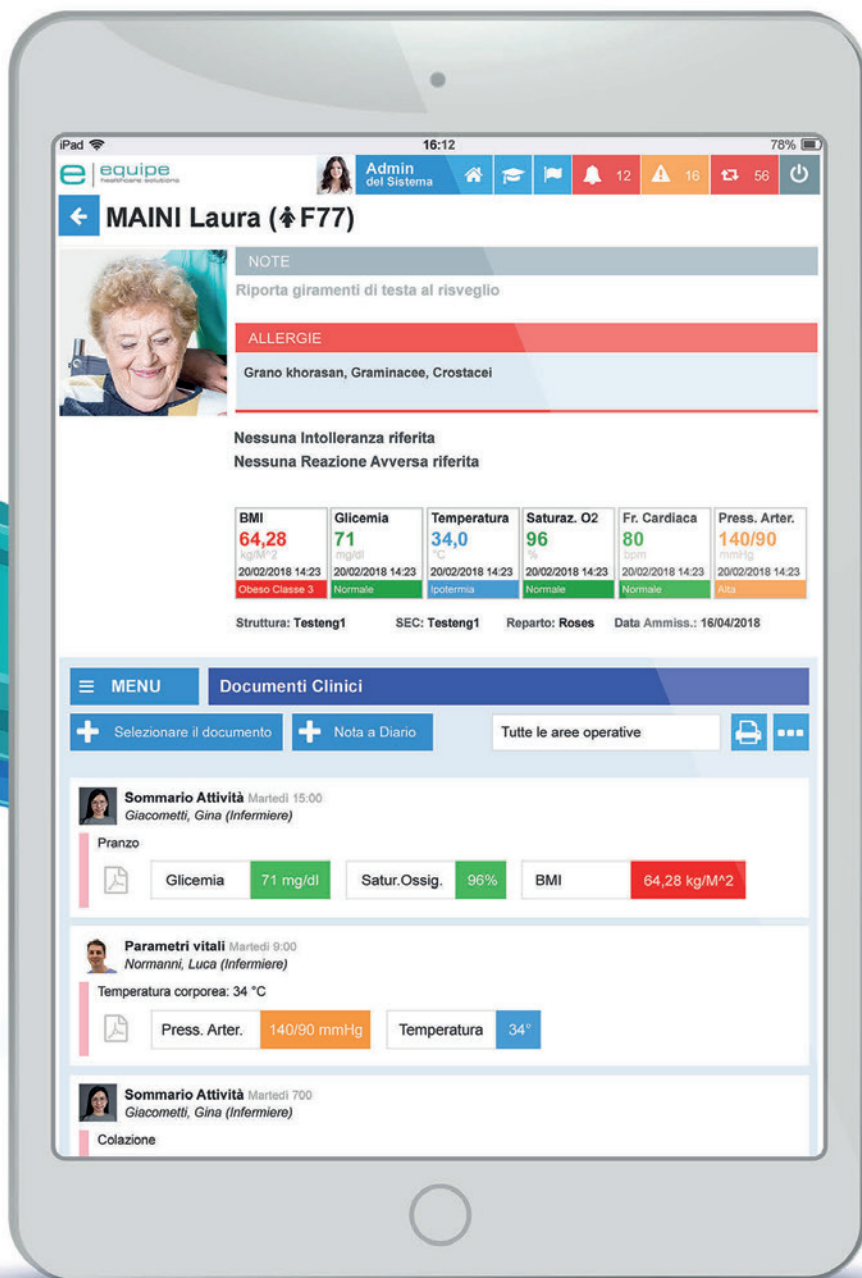 iPad 16:12 78%
equipe
healthcare solutions
Admin
del Sistema
12 16 56
MAINI Laura (F77)
NOTE
Riporta giramenti di testa al risveglio
ALLERGIE
Grano khorasan, Graminacee, Crostacei
Nessuna Intolleranza riferita
Nessuna Reazione Avversa riferita
BMI Glicemia Temperatura Saturaz. O2 Fr. Cardiaca Press. Arter.
64,28 71 34,0 96 80 140/90
kg/M^2 mg/dl °C % bpm mmHg
20/02/2018 14:23 20/02/2018 14:23 20/02/2018 14:23 20/02/2018 14:23 20/02/2018 14:23 20/02/2018 14:23
Obeso Classe 3 Normale Ipotermia Normale Normale Alta
Struttura: Testeng1 SEC: Testeng1 Reparto: Roses Data Ammiss.: 16/04/2018
MENU Documenti Clinici
Selezionare il documento Nota a Diario Tutte le aree operative
Sommario Attività Martedì 15:00
Giacometti, Gina (Infermiere)
Pranzo
Glicemia 71 mg/dl Satur.Ossig. 96% BMI 64,28 kg/M^2
Parametri vitali Martedì 9:00
Normanni, Luca (Infermiere)
Temperatura corporea: 34 °C
Press. Arter. 140/90 mmHg Temperatura 34°
Sommario Attività Martedì 700
Giacometti, Gina (Infermiere)
Colazione